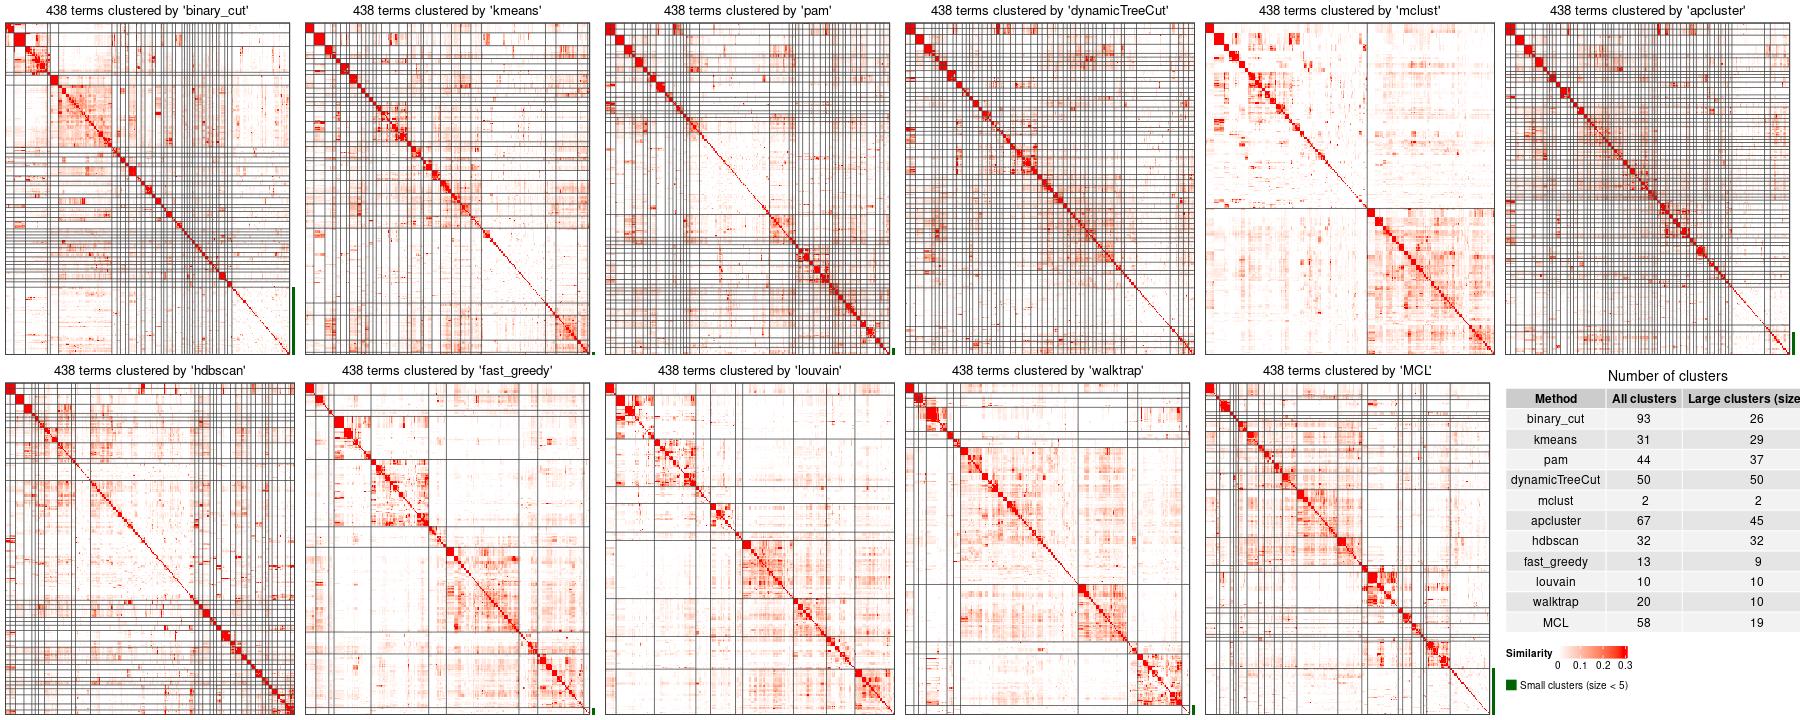 438 terms clustered by 'binary_cut'
438 terms clustered by 'kmeans'
438 terms clustered by 'pam'
438 terms clustered by 'dynamicTreeCut'
438 terms clustered by 'mclust'
438 terms clustered by 'apcluster'
438 terms clustered by 'hdbscan'
438 terms clustered by 'fast_greedy'
438 terms clustered by 'louvain'
438 terms clustered by 'walktrap'
438 terms clustered by 'MCL'
Number of clusters
Method All clusters Large clusters (size
binary_cut 93 26
kmeans 31 29
pam 44 37
dynamicTreeCut 50 50
mclust 2 2
apcluster 67 45
hdbscan 32 32
fast_greedy 13 9
louvain 10 10
walktrap 20 10
MCL 58 19
Similarity
0 0.1 0.2 0.3
Small clusters (size < 5)